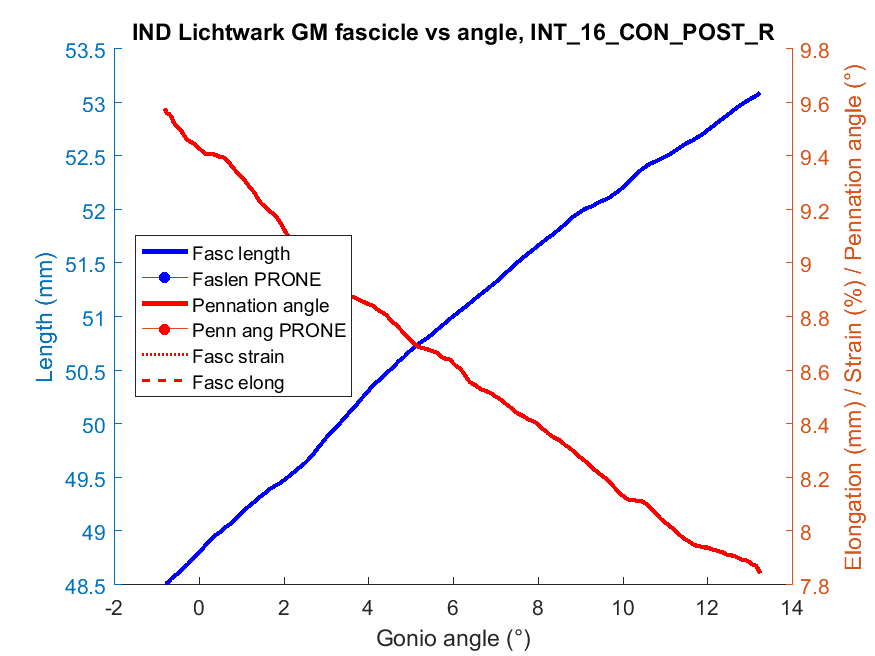 IND Lichtwark GM fascicle vs angle, INT_16_CON_POST_R
53.5
53
52.5
52
51.5
51
50.5
50
49.5
49
48.5
Length (mm)
9.8
9.6
9.4
9.2
9
8.8
8.6
8.4
8.2
8
7.8
Elongation (mm) / Strain (%) / Pennation angle (°)
Fasc length
Faslen PRONE
Pennation angle
Penn ang PRONE
Fasc strain
Fasc elong
-2 0 2 4 6 8 10 12 14
Gonio angle (°)